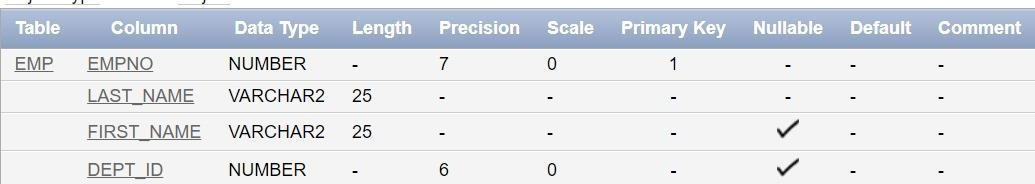 Table Column Data Type Length Precision Scale Primary Key Nullable Default Comment
EMP EMPNO NUMBER - 7 0 1 - - -
LAST_NAME VARCHAR2 25 - - - - - -
FIRST_NAME VARCHAR2 25 - - - ✓ - -
DEPT_ID NUMBER - 6 0 - ✓ - -